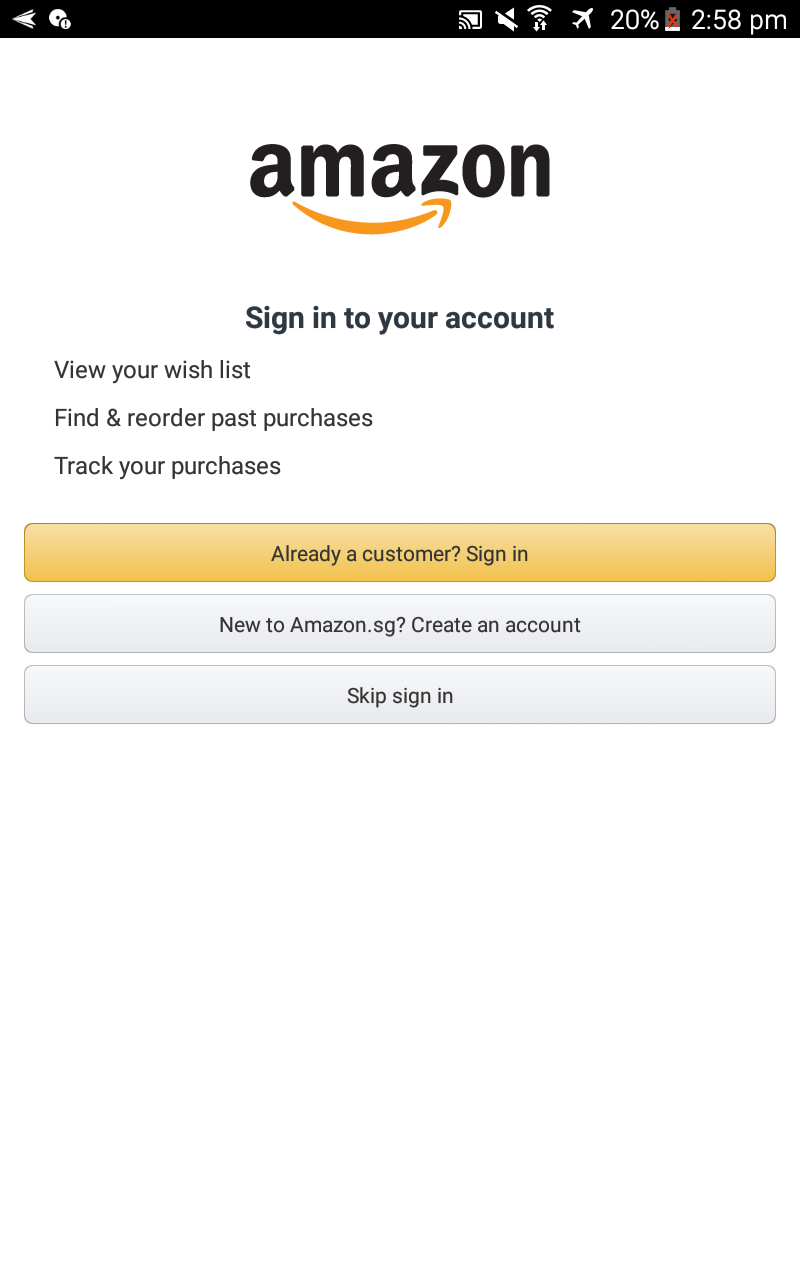 20% 2:58 pm
amazon
Sign in to your account
View your wish list
Find & reorder past purchases
Track your purchases
Already a customer? Sign in
New to Amazon.sg? Create an account
Skip sign in